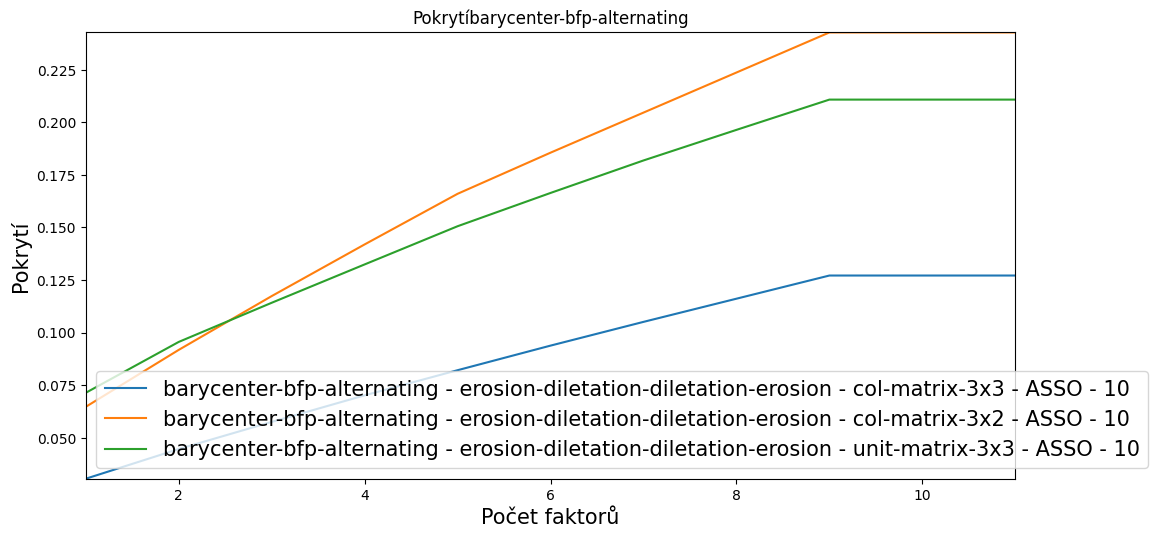 Pokrytíbarycenter-bfp-alternating
Pokrytí
0.225
0.200
0.175
0.150
0.125
0.100
0.075
0.050
barycenter-bfp-alternating - erosion-diletation-diletation-erosion - col-matrix-3x3 - ASSO - 10
barycenter-bfp-alternating - erosion-diletation-diletation-erosion - col-matrix-3x2 - ASSO - 10
barycenter-bfp-alternating - erosion-diletation-diletation-erosion - unit-matrix-3x3 - ASSO - 10
2 4 6 8 10
Počet faktorů